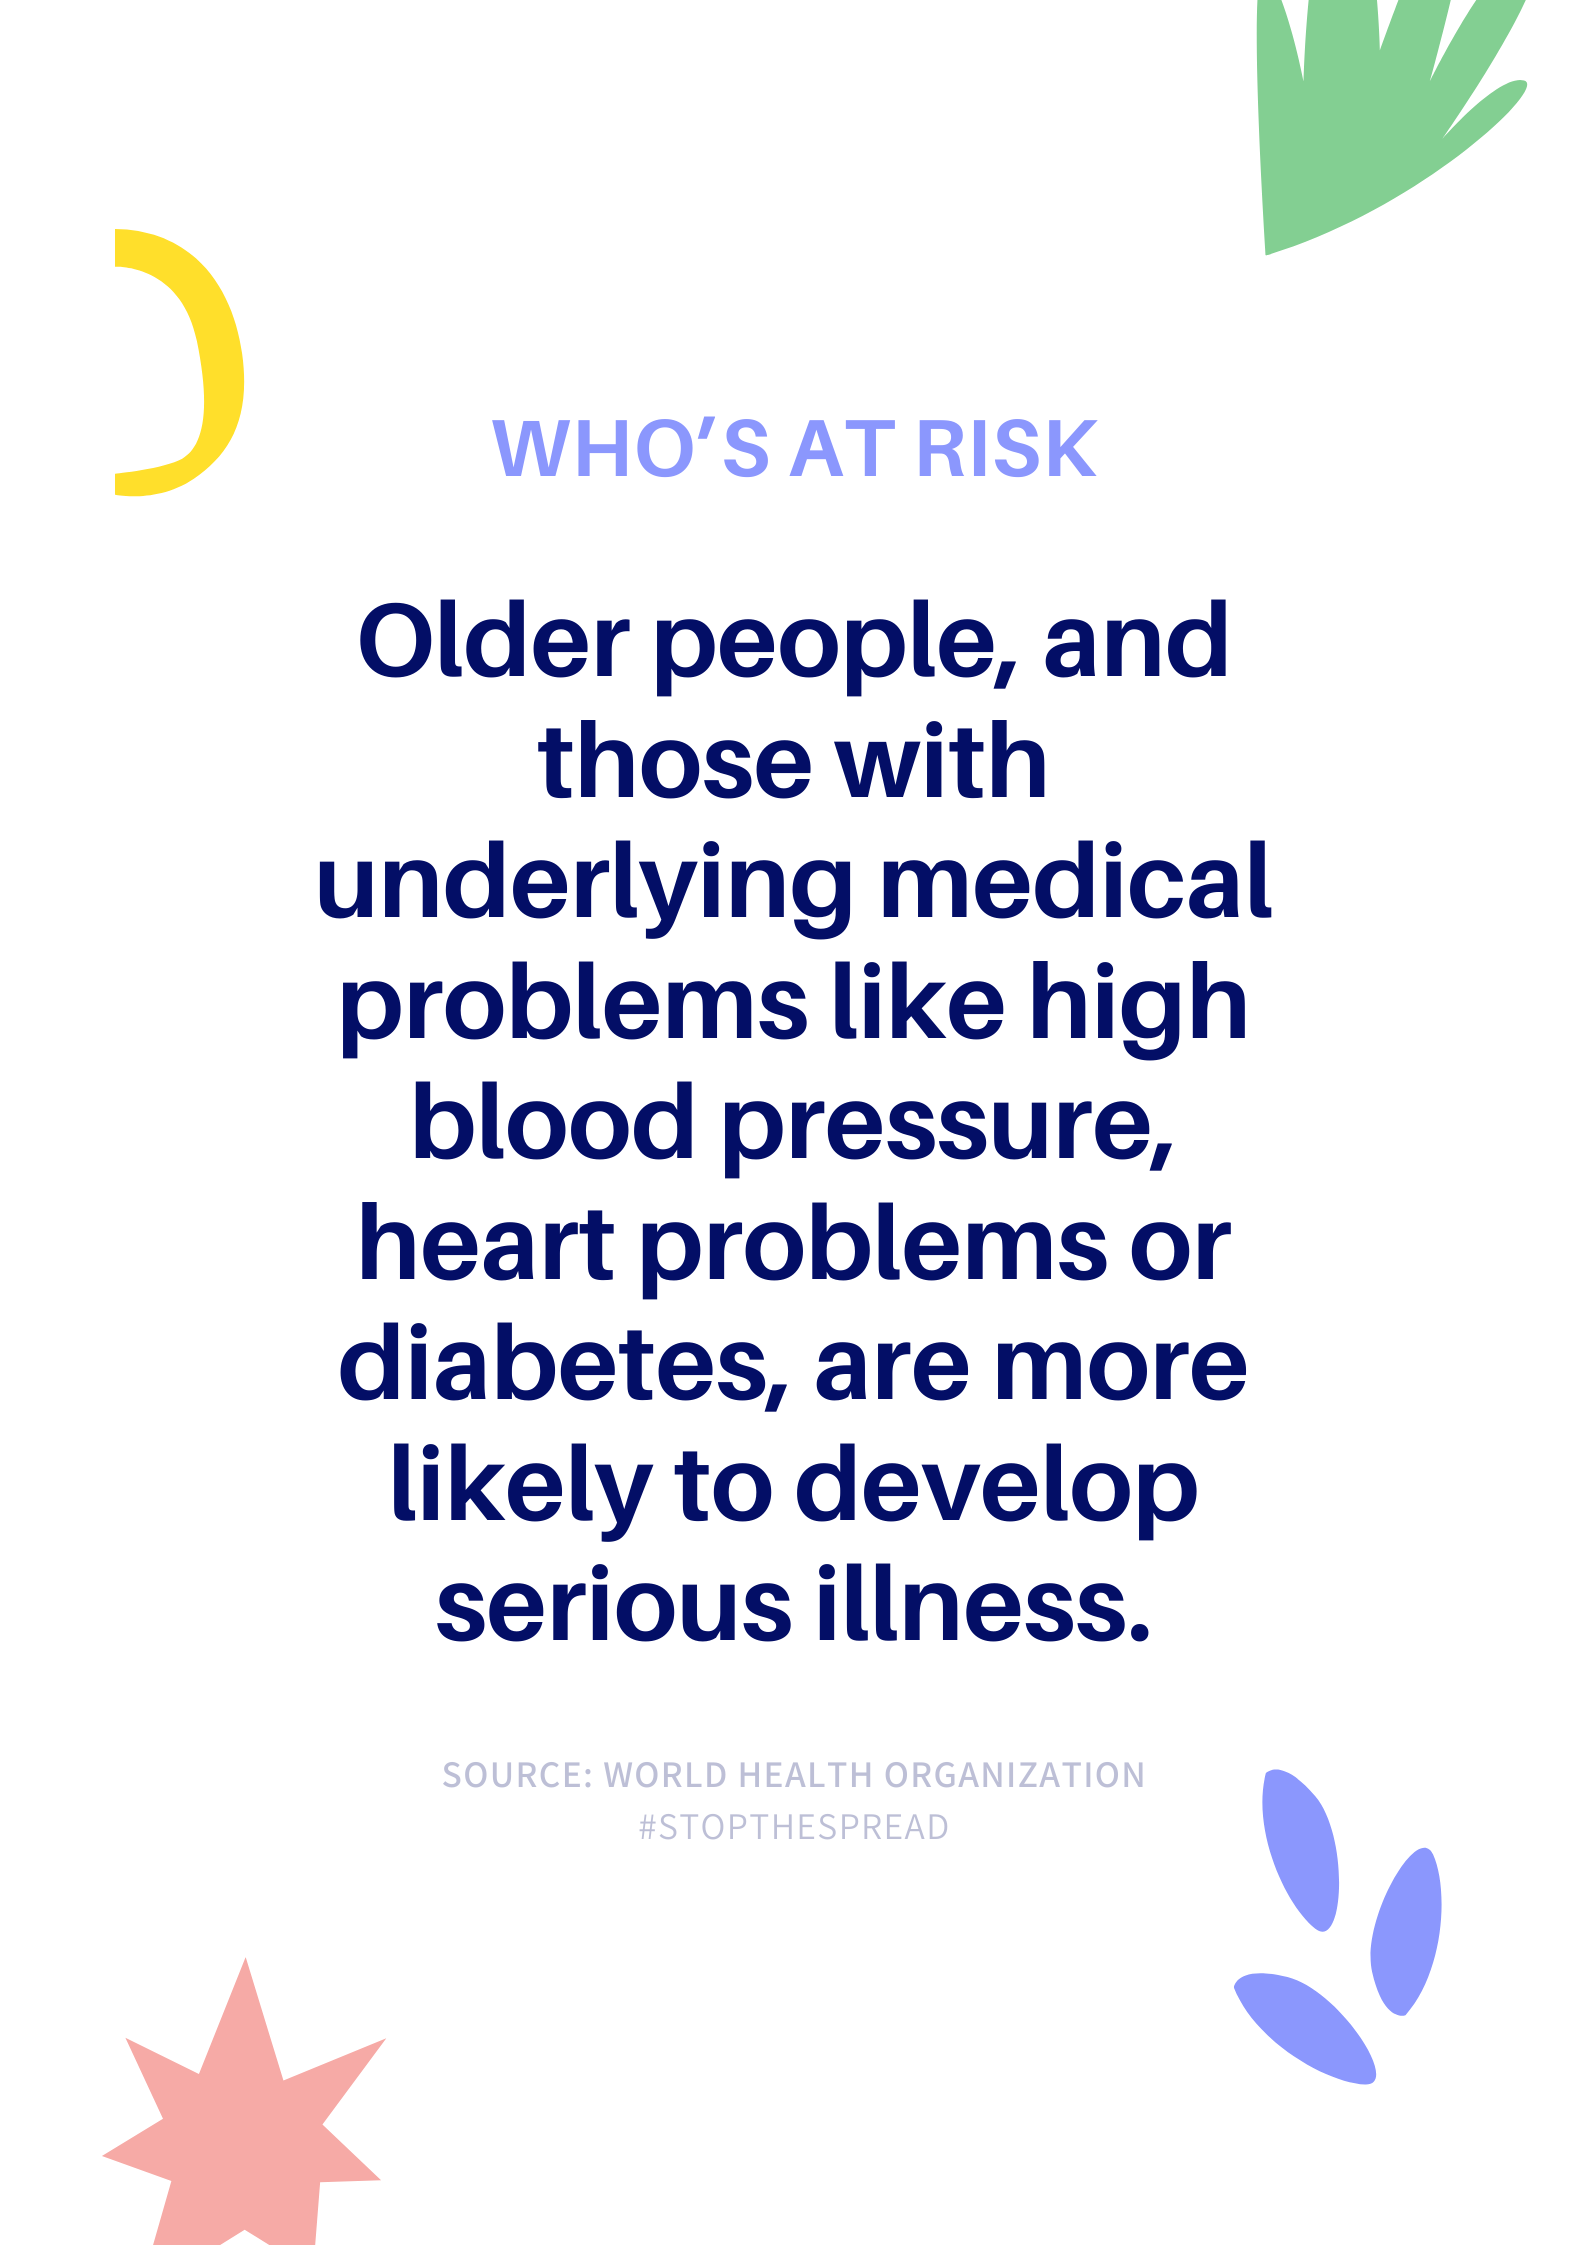 WHO’S AT RISK
Older people, and
those with
underlying medical
problems like high
blood pressure,
heart problems or
diabetes, are more
likely to develop
serious illness.
SOURCE: WORLD HEALTH ORGANIZATION
#STOPTHESPREAD